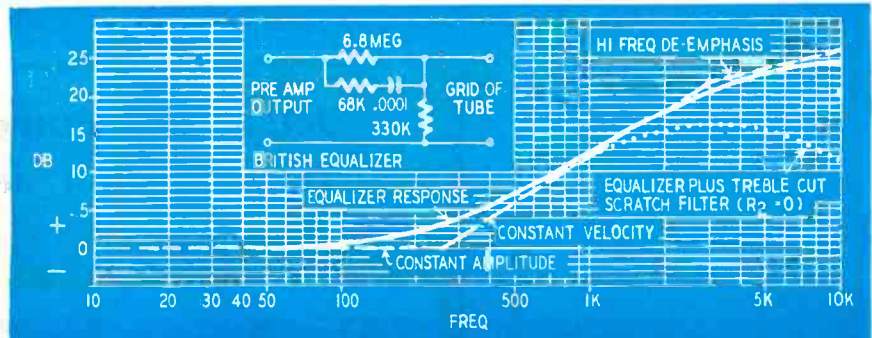 25
20
15
10
5
0
DB
+
−
6.8 MEG
PRE AMP
OUTPUT
68K .0001
330K
GRID OF
TUBE
BRITISH EQUALIZER
HI FREQ DE-EMPHASIS
EQUALIZER RESPONSE
EQUALIZER PLUS TREBLE CUT
SCRATCH FILTER (R2 =0)
CONSTANT VELOCITY
CONSTANT AMPLITUDE
10 20 30 40 50 100 500 1K 5K 10K
FREQ